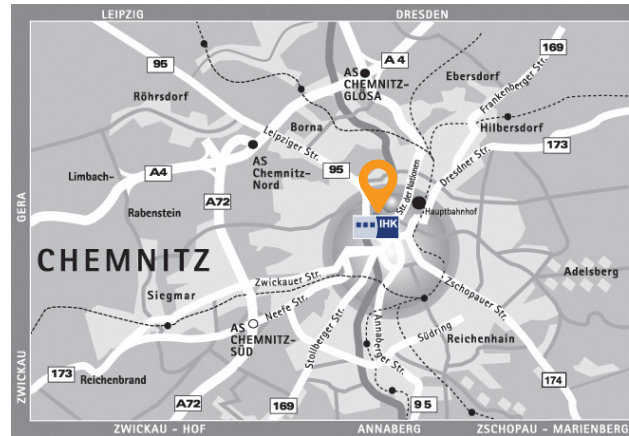 LEIPZIG
DRESDEN
95
A 4
169
AS
CHEMNITZ-
GLÖSA
Ebersdorf
Frankenberger Str.
Röhrsdorf
Borna
Leipziger Str.
Hilbersdorf
Dresdner Str.
173
AS
Chemnitz-
Nord
Limbach-
A4
95
Str. der Nationen
GERA
Rabenstein
A72
Hauptbahnhof
IHK
CHEMNITZ
Zwickauer Str.
Adelsberg
Siegmar
Neefe Str.
Zschopauer Str.
AS
CHEMNITZ-
SÜD
Stollberger Str.
Annaberger Str.
Südring
Reichenhain
ZWICKAU
173
Reichenbrand
174
A72
169
95
ZWICKAU - HOF
ANNABERG
ZSCHOPAU - MARIENBERG